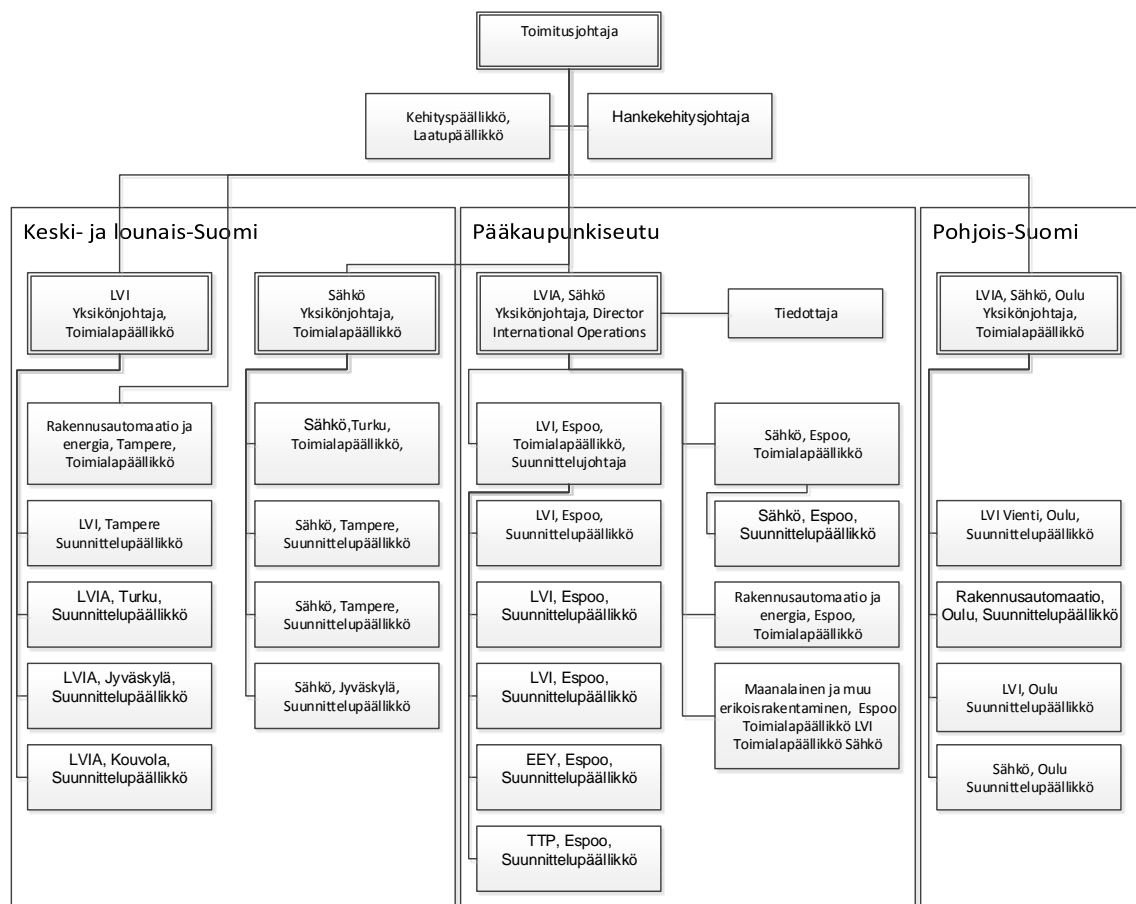 Toimitusjohtaja
Kehityspäällikkö,
Laatupäällikkö
Hankekehitysjohtaja
Keski- ja lounais-Suomi
LVI
Yksikönjohtaja,
Toimialapäällikkö
Sähkö
Yksikönjohtaja,
Toimialapäällikkö
Rakennusautomaatio ja
energia, Tampere,
Toimialapäällikkö
LVI, Tampere
Suunnittelupäällikkö
LVIA, Turku,
Suunnittelupäällikkö
LVIA, Jyväskylä,
Suunnittelupäällikkö
LVIA, Kouvola,
Suunnittelupäällikkö
Sähkö,Turku,
Toimialapäällikkö,
Sähkö, Tampere,
Suunnittelupäällikkö
Sähkö, Tampere,
Suunnittelupäällikkö
Sähkö, Jyväskylä,
Suunnittelupäällikkö
Pääkaupunkiseutu
LVIA, Sähkö
Yksikönjohtaja, Director
International Operations
Tiedottaja
LVI, Espoo,
Toimialapäällikkö,
Suunnittelujohtaja
LVI, Espoo,
Suunnittelupäällikkö
LVI, Espoo,
Suunnittelupäällikkö
LVI, Espoo,
Suunnittelupäällikkö
EEY, Espoo,
Suunnittelupäällikkö
TTP, Espoo,
Suunnittelupäällikkö
Sähkö, Espoo,
Toimialapäällikkö
Sähkö, Espoo,
Suunnittelupäällikkö
Rakennusautomaatio ja
energia, Espoo,
Toimialapäällikkö
Maanalainen ja muu
erikoisrakentaminen, Espoo
Toimialapäällikkö LVI
Toimialapäällikkö Sähkö
Pohjois-Suomi
LVIA, Sähkö, Oulu
Yksikönjohtaja,
Toimialapäällikkö
LVI Vienti, Oulu,
Suunnittelupäällikkö
Rakennusautomaatio,
Oulu, Suunnittelupäällikkö
LVI, Oulu
Suunnittelupäällikkö
Sähkö, Oulu
Suunnittelupäällikkö